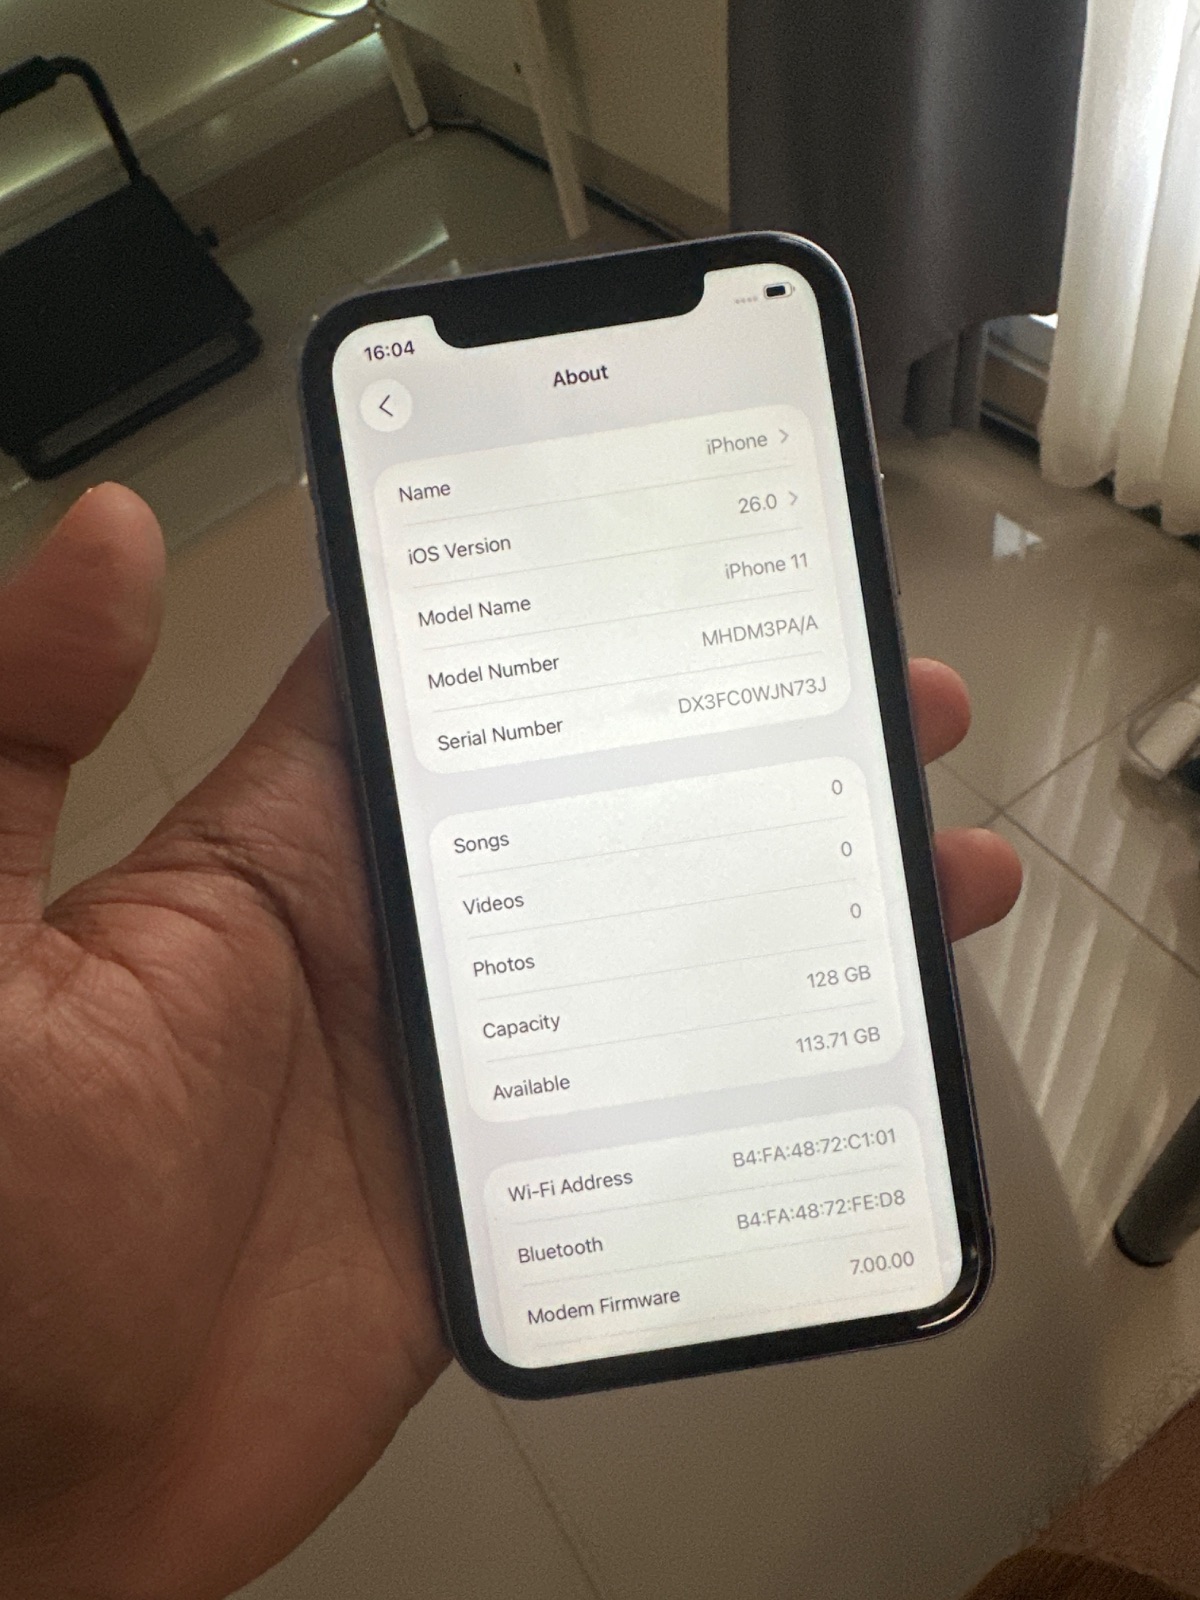 16:04
About
Name iPhone
iOS Version 26.0
Model Name iPhone 11
Model Number MHDM3PA/A
Serial Number DX3FC0WJN73J
Songs 0
Videos 0
Photos 0
Capacity 128 GB
Available 113.71 GB
Wi-Fi Address B4:FA:48:72:C1:01
Bluetooth B4:FA:48:72:FE:D8
Modem Firmware 7.00.00